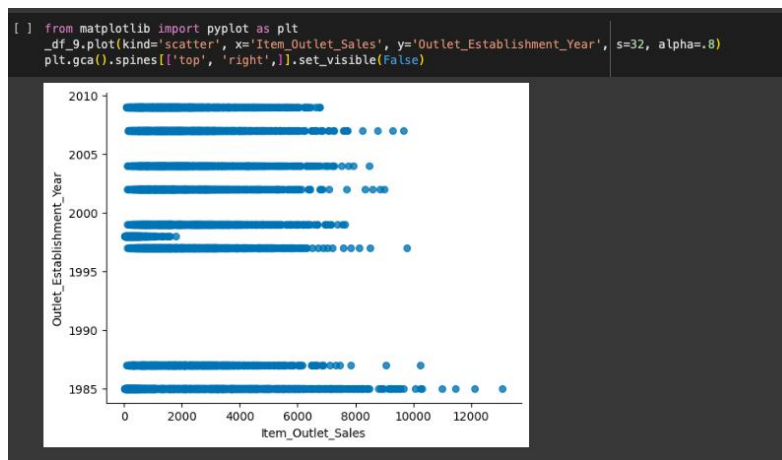 [ ] from matplotlib import pyplot as plt
_df_9.plot(kind='scatter', x='Item_Outlet_Sales', y='Outlet_Establishment_Year', s=32, alpha=.8)
plt.gca().spines[['top', 'right',]].set_visible(False)
2010
2005
2000
1995
1990
1985
Outlet_Establishment_Year
0 2000 4000 6000 8000 10000 12000
Item_Outlet_Sales